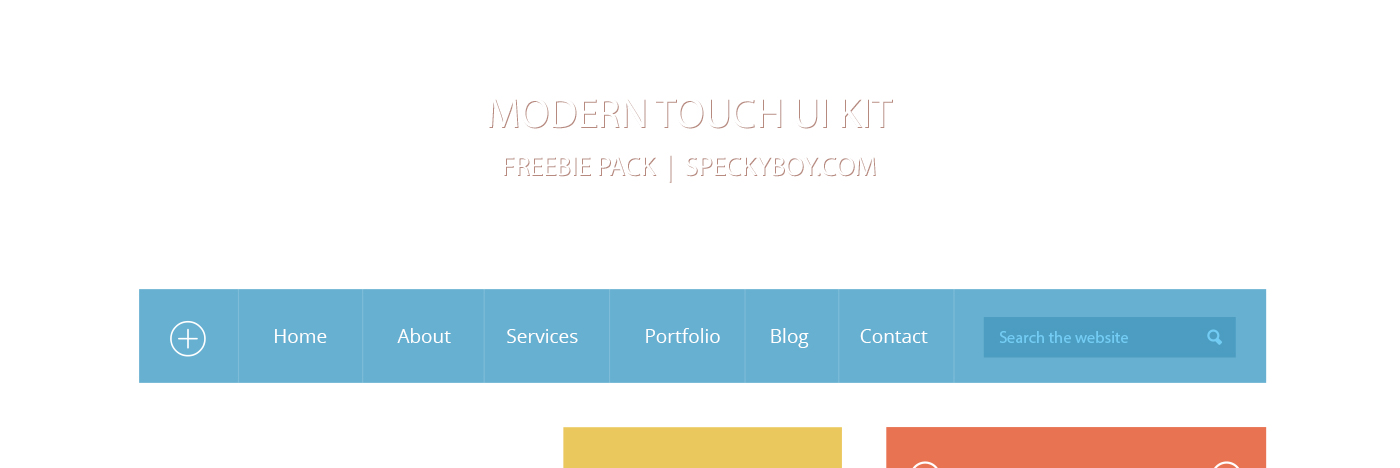 MODERN TOUCH UI KIT
FREEBIE PACK | SPECKYBOY.COM
Home About Services Portfolio Blog Contact Search the website